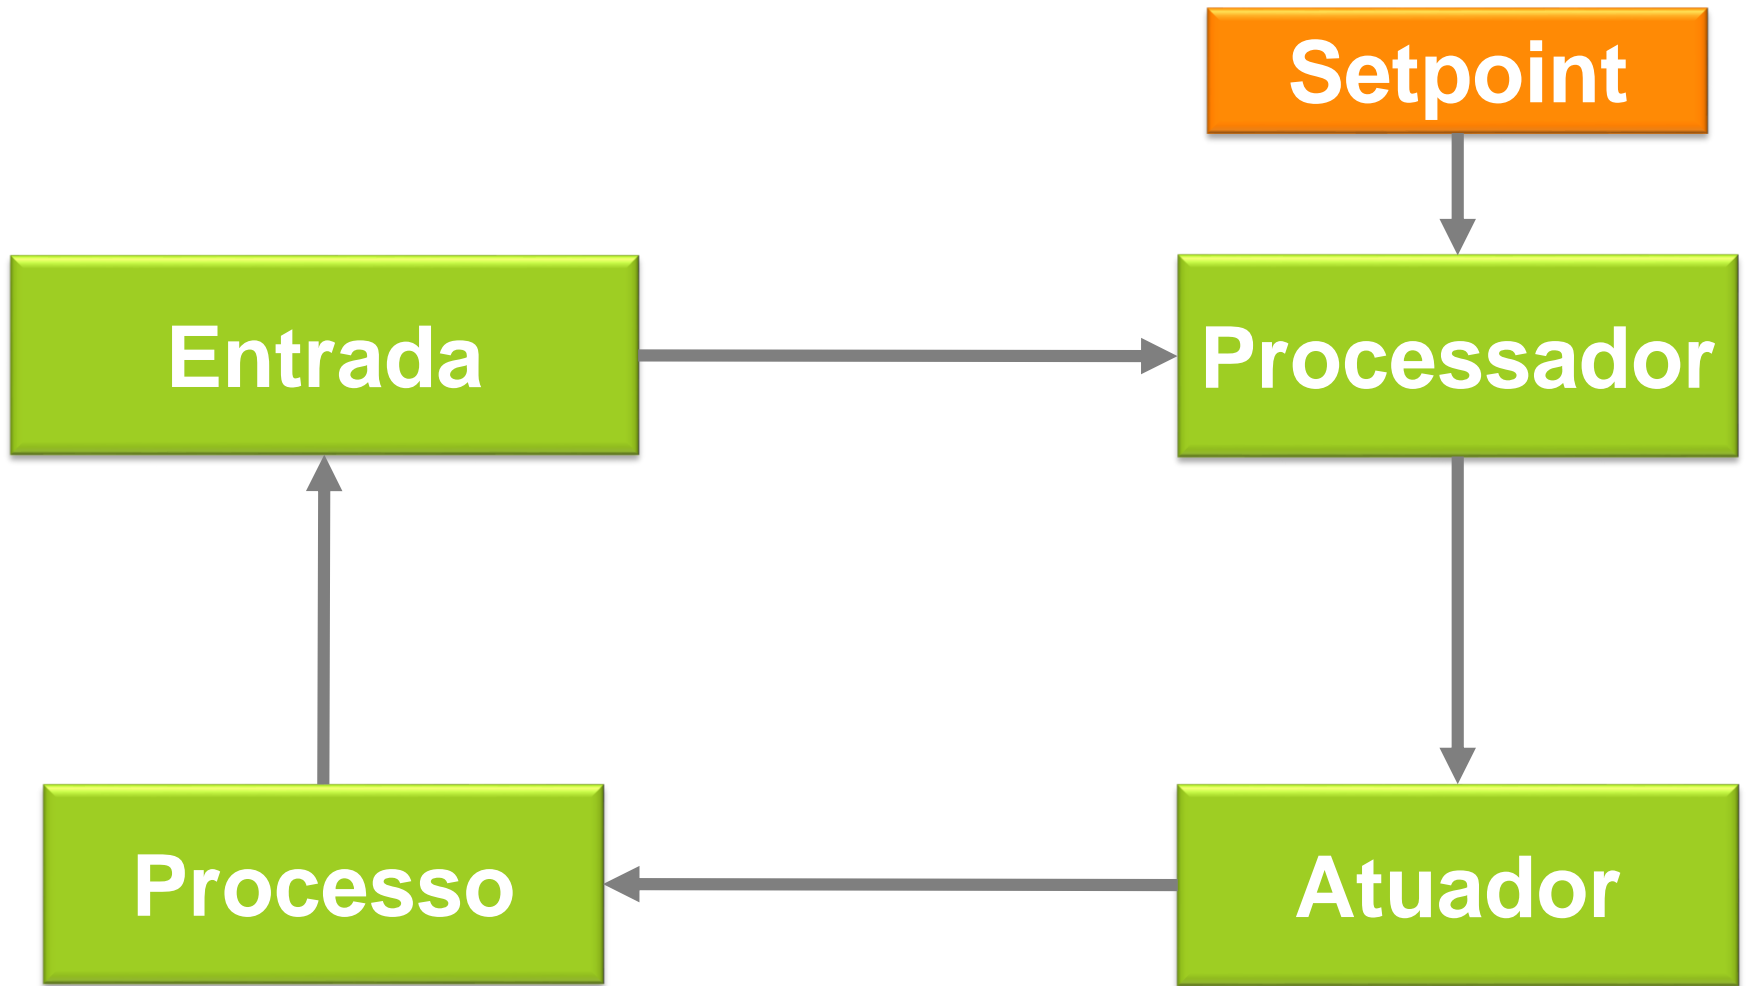 Setpoint
Entrada
Processador
Processo
Atuador